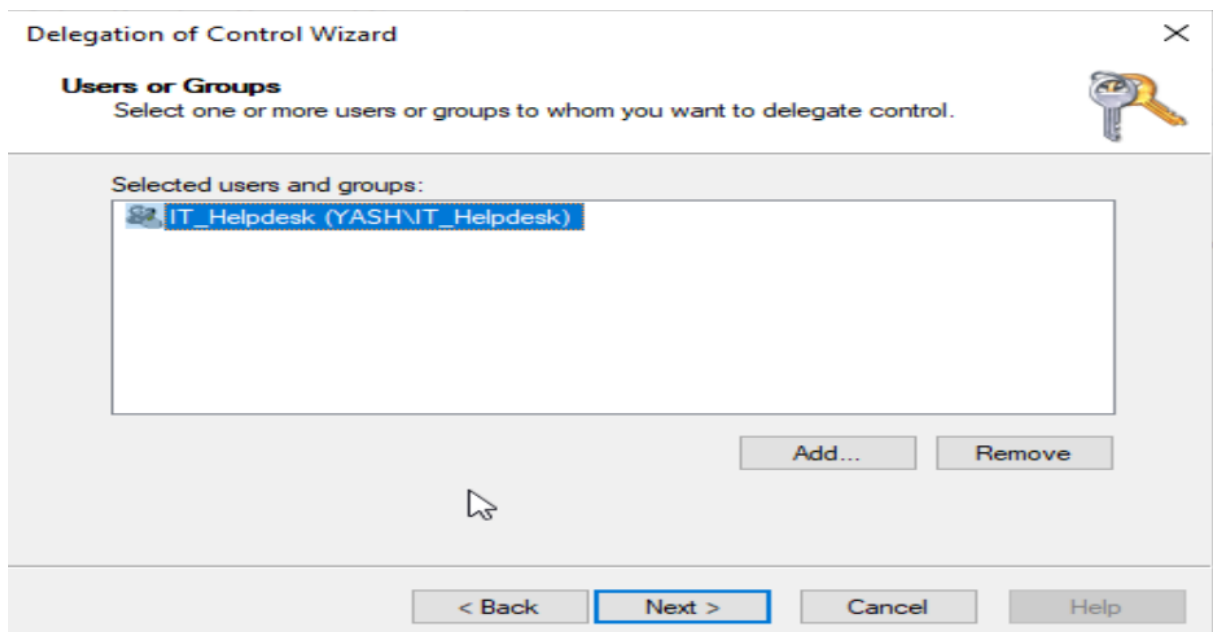 Delegation of Control Wizard
Users or Groups
Select one or more users or groups to whom you want to delegate control.
Selected users and groups:
IT_Helpdesk (YASH\IT_Helpdesk)
Add...
Remove
< Back
Next >
Cancel
Help